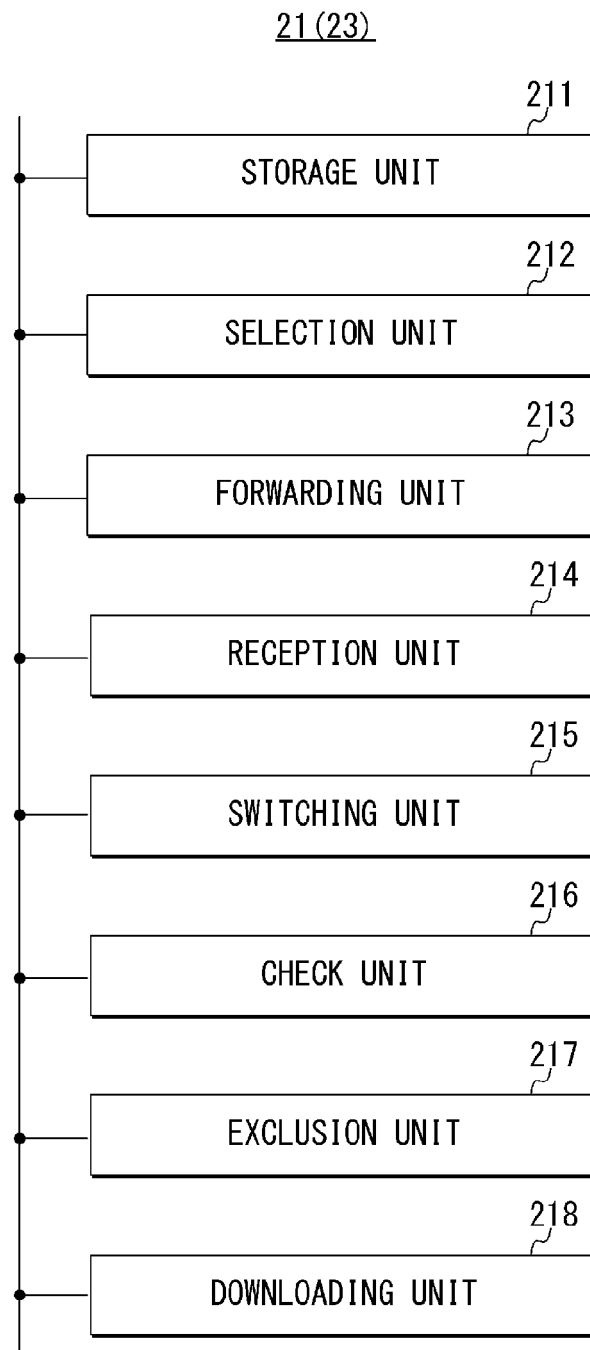 21(23)
211
STORAGE UNIT
212
SELECTION UNIT
213
FORWARDING UNIT
214
RECEPTION UNIT
215
SWITCHING UNIT
216
CHECK UNIT
217
EXCLUSION UNIT
218
DOWNLOADING UNIT